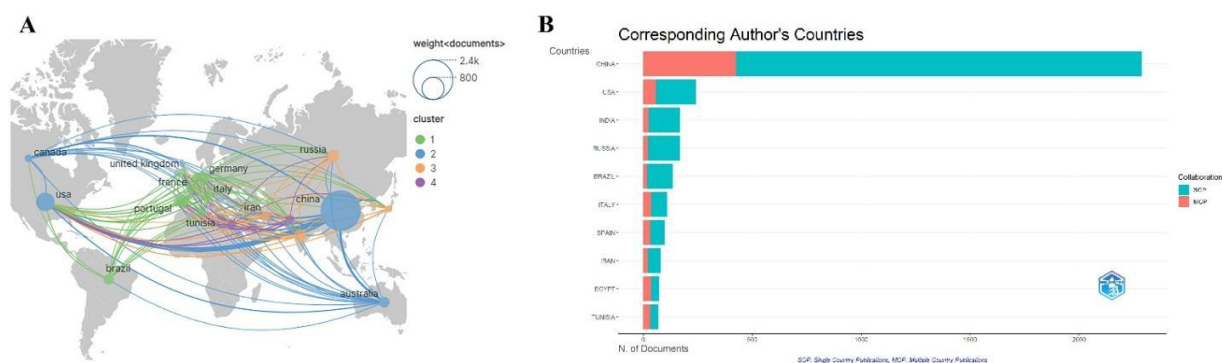 A
weight<documents>
2.4k
800
cluster
1
2
3
4
canada
united kingdom
germany
russia
france
italy
usa
portugal
iran
china
tunisia
brazil
australia
B
Corresponding Author's Countries
Countries
CHINA
USA
INDIA
RUSSIA
BRAZIL
ITALY
SPAIN
IRAN
EGYPT
TUNISIA
Collaboration
SCP
MCP
0
500
1000
1500
2000
N. of Documents
SCP: Single Country Publications, MCP: Multiple Country Publications